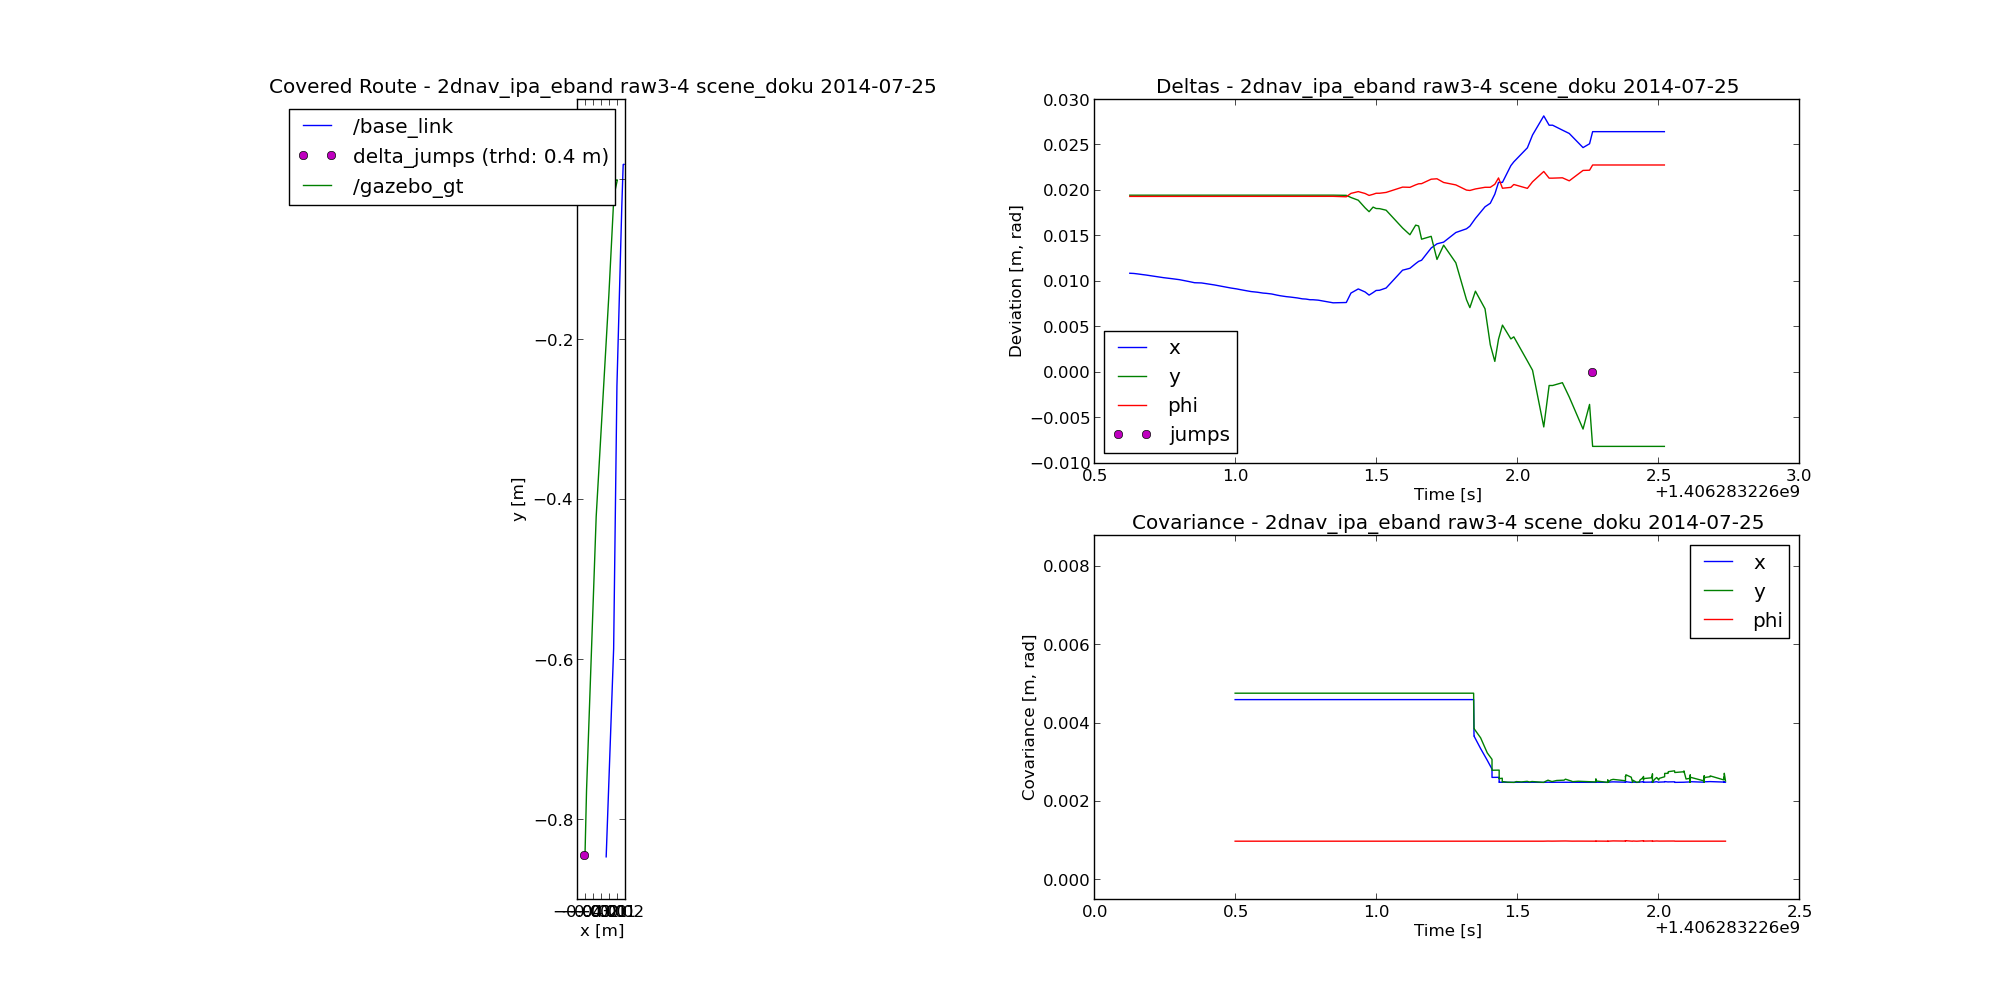 Covered Route - 2dnav_ipa_eband raw3-4 scene_doku 2014-07-25
/base_link
delta_jumps (trhd: 0.4 m)
/gazebo_gt
y [m]
−0.2
−0.4
−0.6
−0.8
x [m]
Deltas - 2dnav_ipa_eband raw3-4 scene_doku 2014-07-25
Deviation [m, rad]
0.030
0.025
0.020
0.015
0.010
0.005
0.000
−0.005
−0.010
x
y
phi
jumps
0.5 1.0 1.5 2.0 2.5 3.0
Time [s]
+1.406283226e9
Covariance - 2dnav_ipa_eband raw3-4 scene_doku 2014-07-25
Covariance [m, rad]
0.008
0.006
0.004
0.002
0.000
x
y
phi
0.0 0.5 1.0 1.5 2.0 2.5
Time [s]
+1.406283226e9